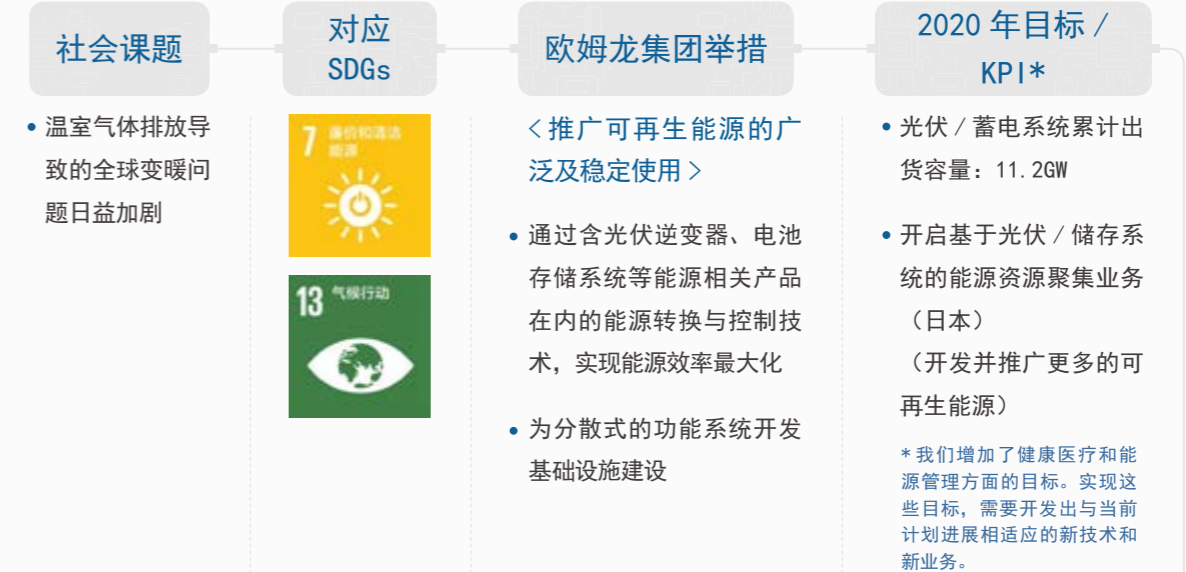 社会课题
对应
SDGs
欧姆龙集团举措
2020 年目标 /
KPI*
• 温室气体排放导
致的全球变暖问
题日益加剧
7 廉价和清洁
能源
13 气候行动
<推广可再生能源的广
泛及稳定使用>
• 通过含光伏逆变器、电池
存储系统等能源相关产品
在内的能源转换与控制技
术，实现能源效率最大化
• 为分散式的功能系统开发
基础设施建设
• 光伏 / 蓄电系统累计出
货容量：11.2GW
• 开启基于光伏 / 储存系
统的能源资源聚集业务
（日本）
（开发并推广更多的可
再生能源）
* 我们增加了健康医疗和能
源管理方面的目标。实现这
些目标，需要开发出与当前
计划进展相适应的新技术和
新业务。